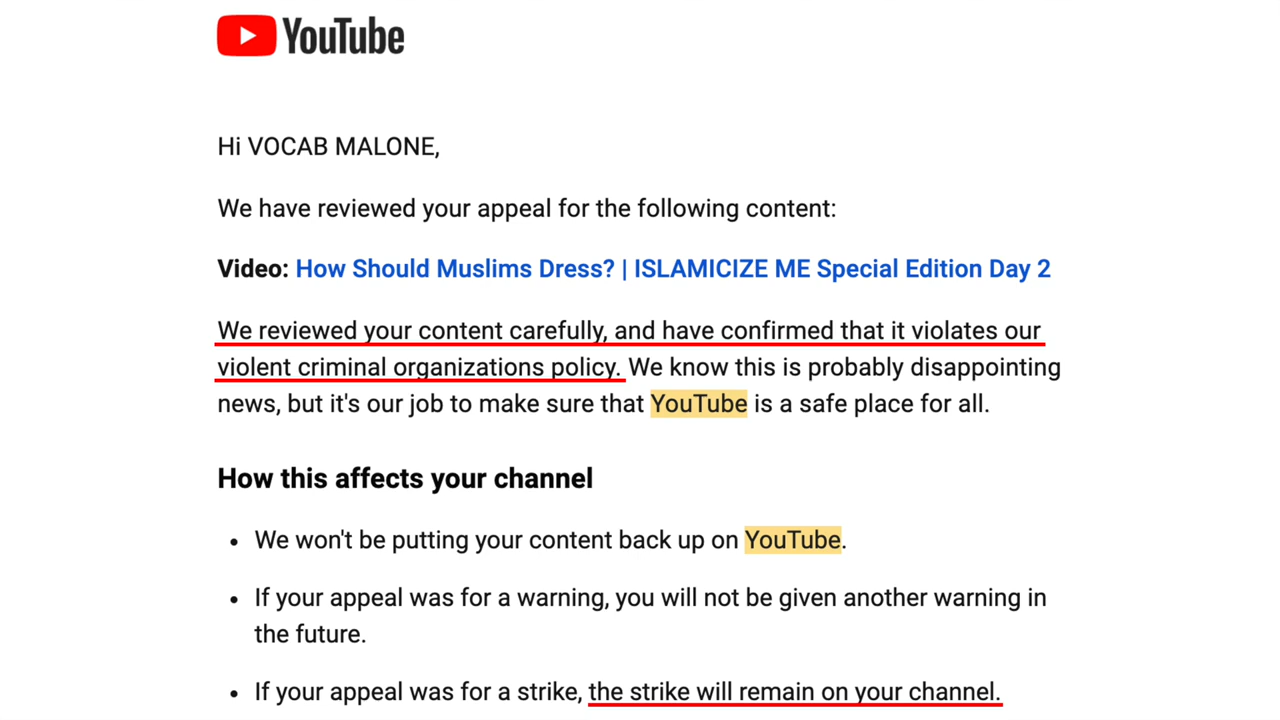 YouTube
Hi VOCAB MALONE,
We have reviewed your appeal for the following content:
Video: How Should Muslims Dress? | ISLAMICIZE ME Special Edition Day 2
We reviewed your content carefully, and have confirmed that it violates our
violent criminal organizations policy. We know this is probably disappointing
news, but it's our job to make sure that YouTube is a safe place for all.
How this affects your channel
• We won't be putting your content back up on YouTube.
• If your appeal was for a warning, you will not be given another warning in
the future.
• If your appeal was for a strike, the strike will remain on your channel.